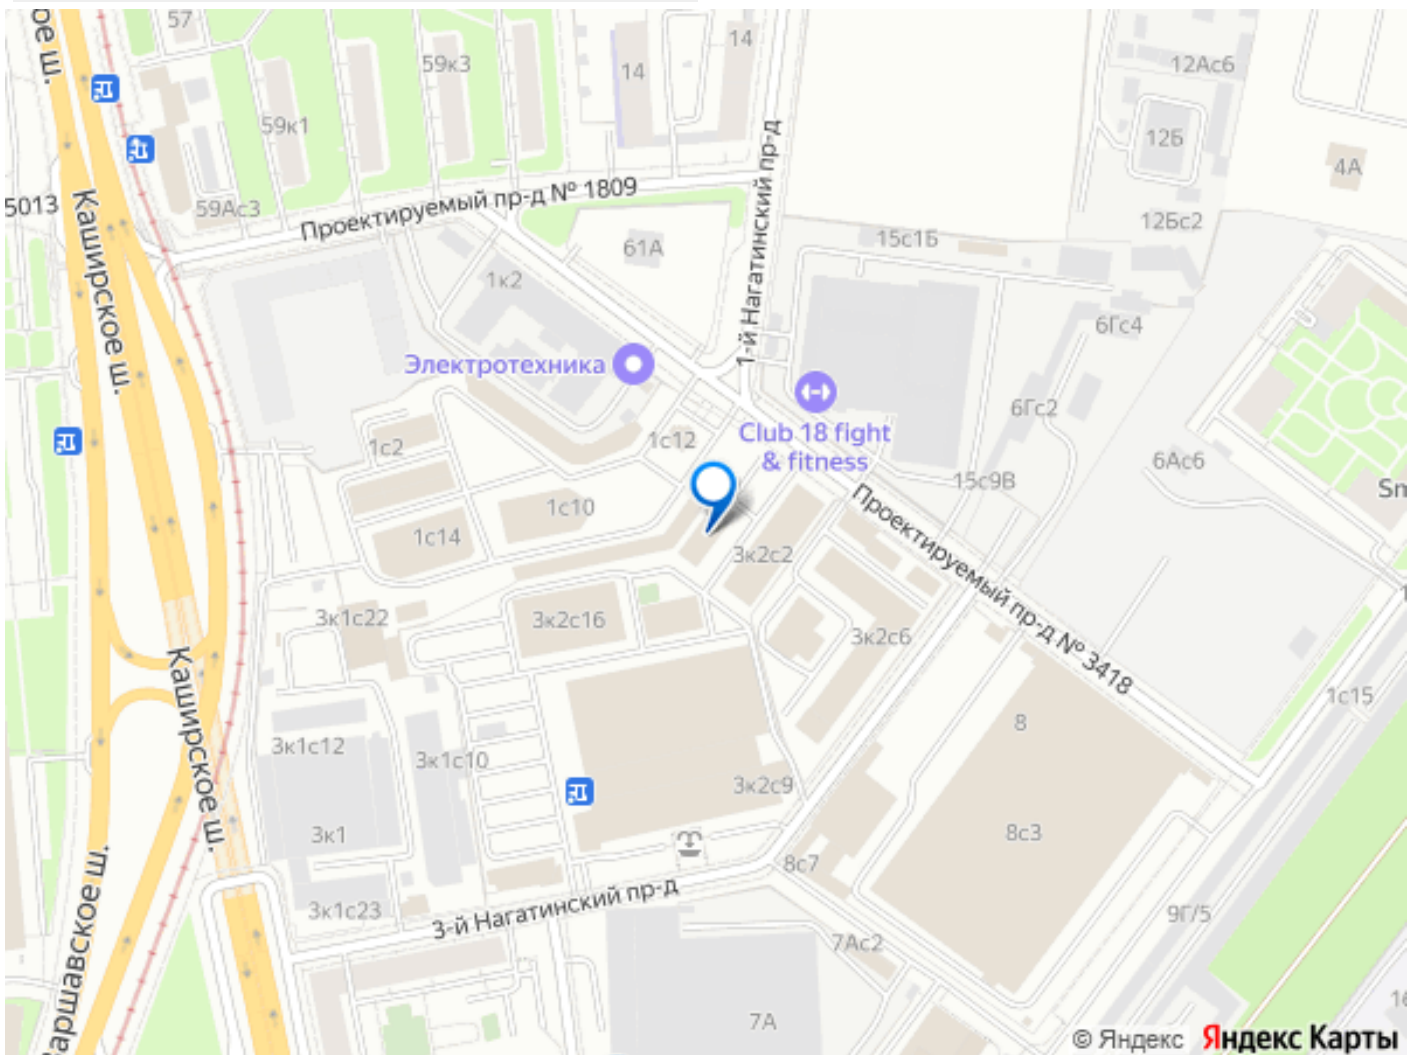 57
ое ш.
59к3
14
14
12Ас6
59к1
12Б
4А
1-й Нагатинский пр-д
5013
59Ас3
Проектируемый пр-д № 1809
Каширское ш.
Каширское ш.
61А
15с1Б
12Бс2
1к2
6Гс4
Электротехника
6Гс2
Club 18 fight
& fitness
1с2
1с12
6Ас6
15с9В
Sm
1с10
1с14
3к2с2
Проектируемый пр-д № 3418
3к1с22
3к2с16
3к2с6
1с15
8
3к1с12
3к1с10
3к2с9
3к1
8с3
8с7
3к1с23
3-й Нагатинский пр-д
9Г/5
7Ас2
Варшавское ш.
7А
16
© Яндекс Яндекс Карты